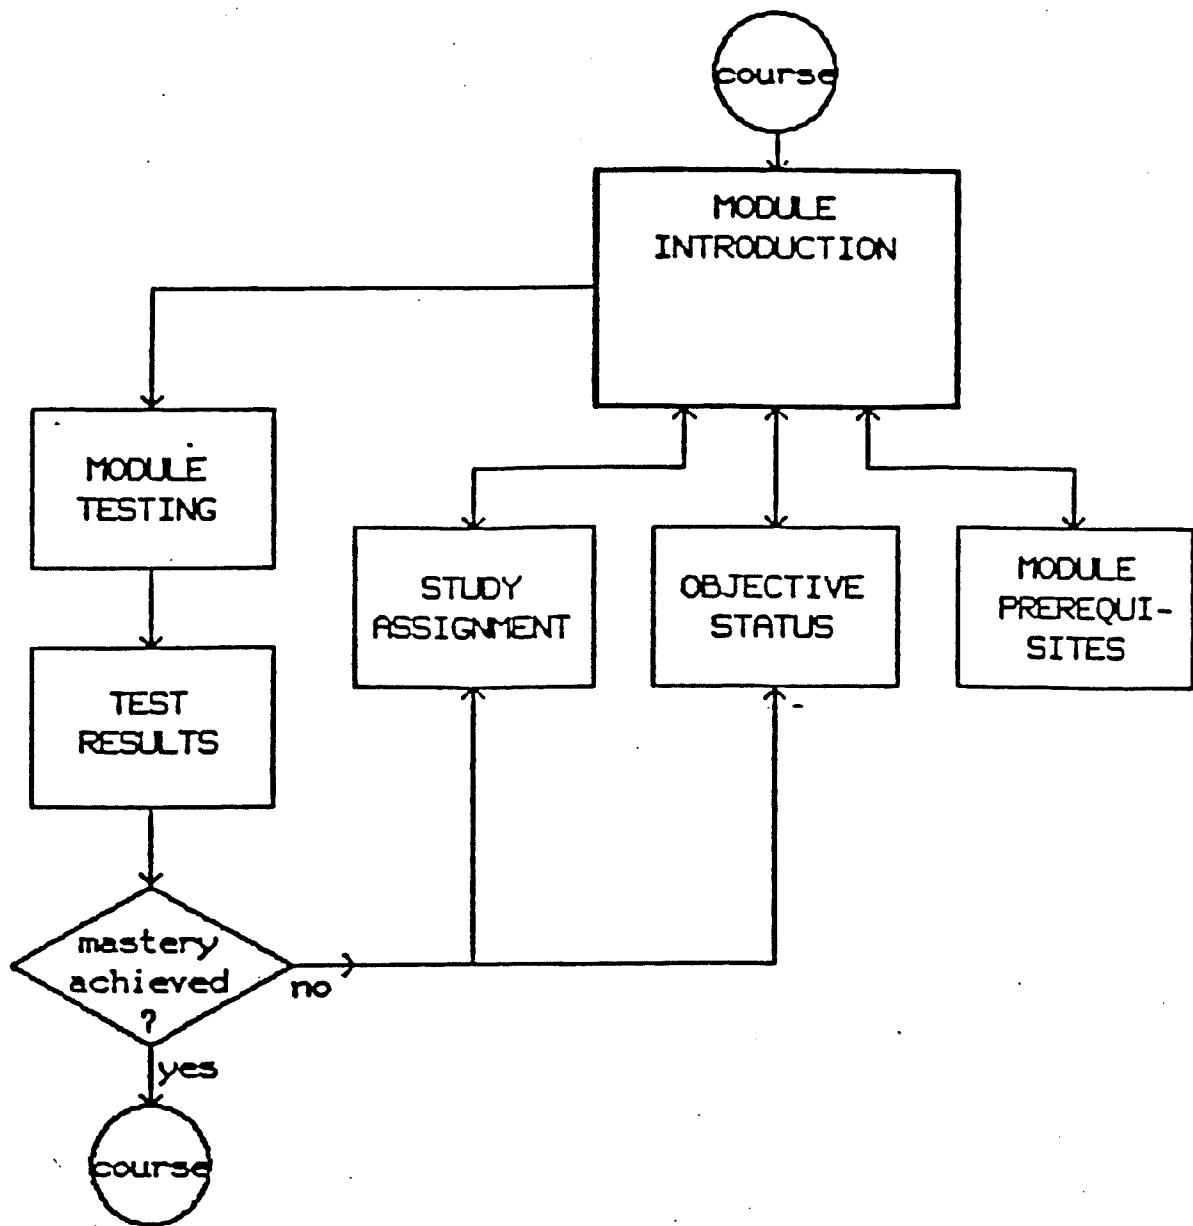 course
MODULE
INTRODUCTION
MODULE
TESTING
STUDY
ASSIGNMENT
OBJECTIVE
STATUS
MODULE
PREREQUI-
SITES
TEST
RESULTS
mastery
achieved
?
no
yes
course